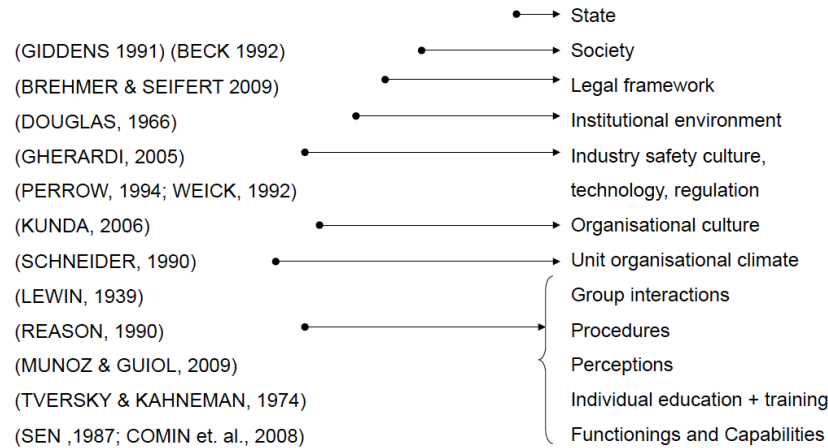 State
(GIDDENS 1991) (BECK 1992) Society
(BREHMER & SEIFERT 2009) Legal framework
(DOUGLAS, 1966) Institutional environment
(GHERARDI, 2005) Industry safety culture,
(PERROW, 1994; WEICK, 1992) technology, regulation
(KUNDA, 2006) Organisational culture
(SCHNEIDER, 1990) Unit organisational climate
(LEWIN, 1939) Group interactions
(REASON, 1990) Procedures
(MUNOZ & GUIOL, 2009) Perceptions
(TVERSKY & KAHNEMAN, 1974) Individual education + training
(SEN ,1987; COMIN et. al., 2008) Functionings and Capabilities